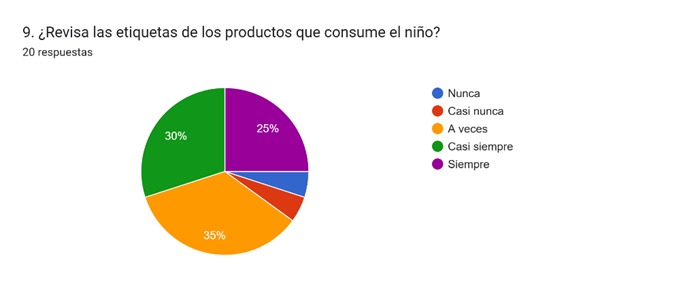 9. ¿Revisa las etiquetas de los productos que consume el niño?
20 respuestas
30%
25%
35%
Nunca
Casi nunca
A veces
Casi siempre
Siempre